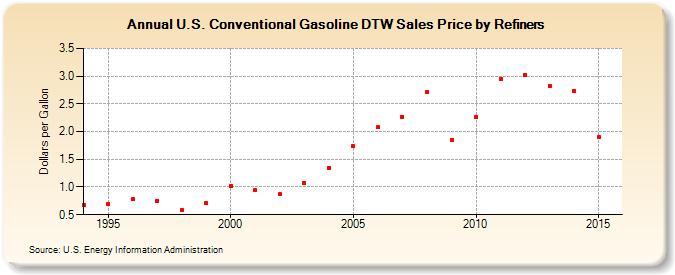 Annual U.S. Conventional Gasoline DTW Sales Price by Refiners
Dollars per Gallon
3.5
3.0
2.5
2.0
1.5
1.0
0.5
1995 2000 2005 2010 2015
Source: U.S. Energy Information Administration